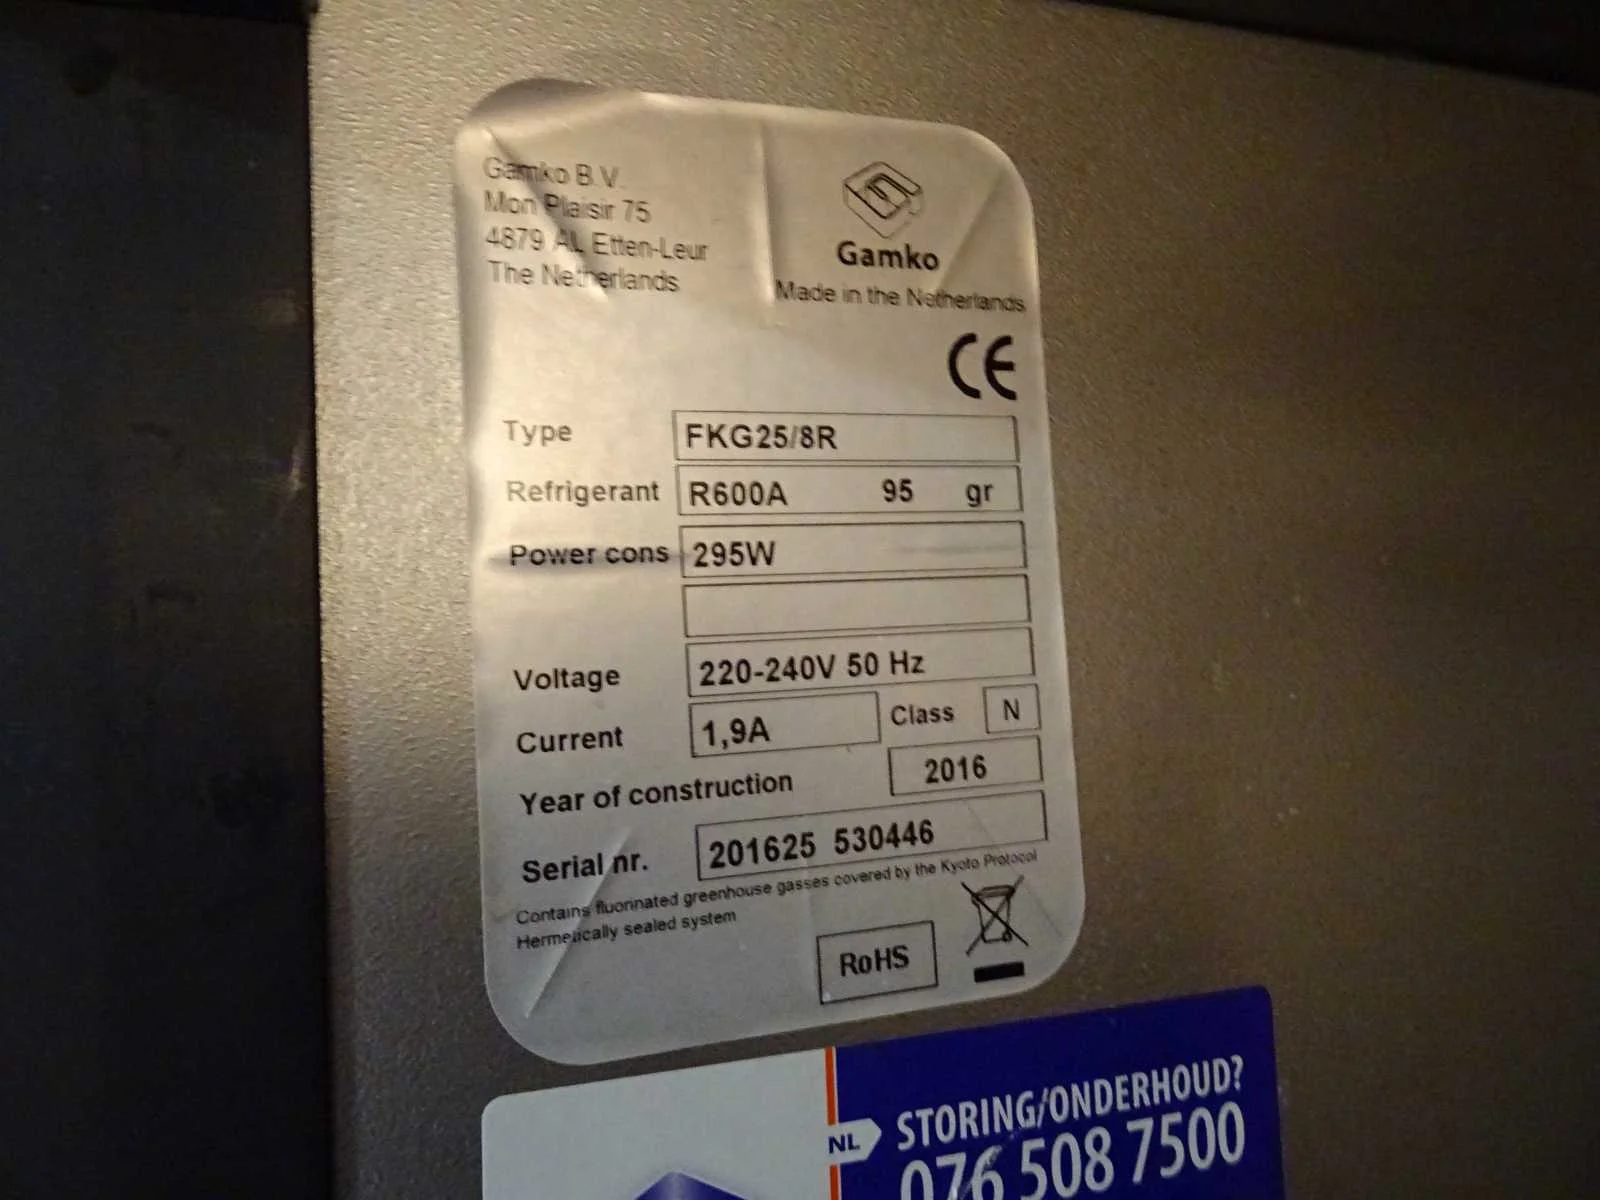 Gamko B.V.
Mon Plaisir 75
4879 AL Etten-Leur
The Netherlands
Gamko
Made in the Netherlands
CE
Type FKG25/8R
Refrigerant R600A 95 gr
Power cons 295W
Voltage 220-240V 50 Hz
Current 1,9A Class N
Year of construction 2016
Serial nr. 201625 530446
Contains fluorinated greenhouse gasses covered by the Kyoto Protocol
Hermetically sealed system
RoHS
NL STORING/ONDERHOUD?
076 508 7500